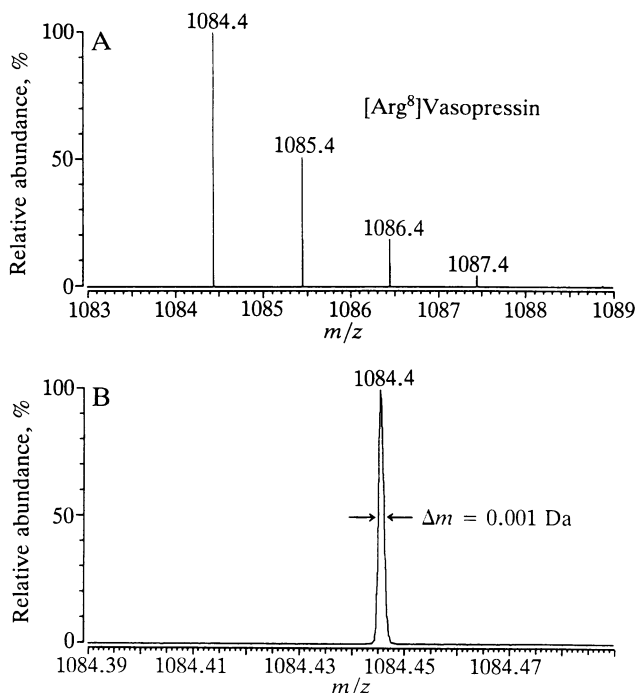 A
1084.4
100
Relative abundance, %
[Arg⁸]Vasopressin
1085.4
50
1086.4
1087.4
0
1083 1084 1085 1086 1087 1088 1089
m/z
B
1084.4
100
Relative abundance, %
50
Δm = 0.001 Da
0
1084.39 1084.41 1084.43 1084.45 1084.47
m/z